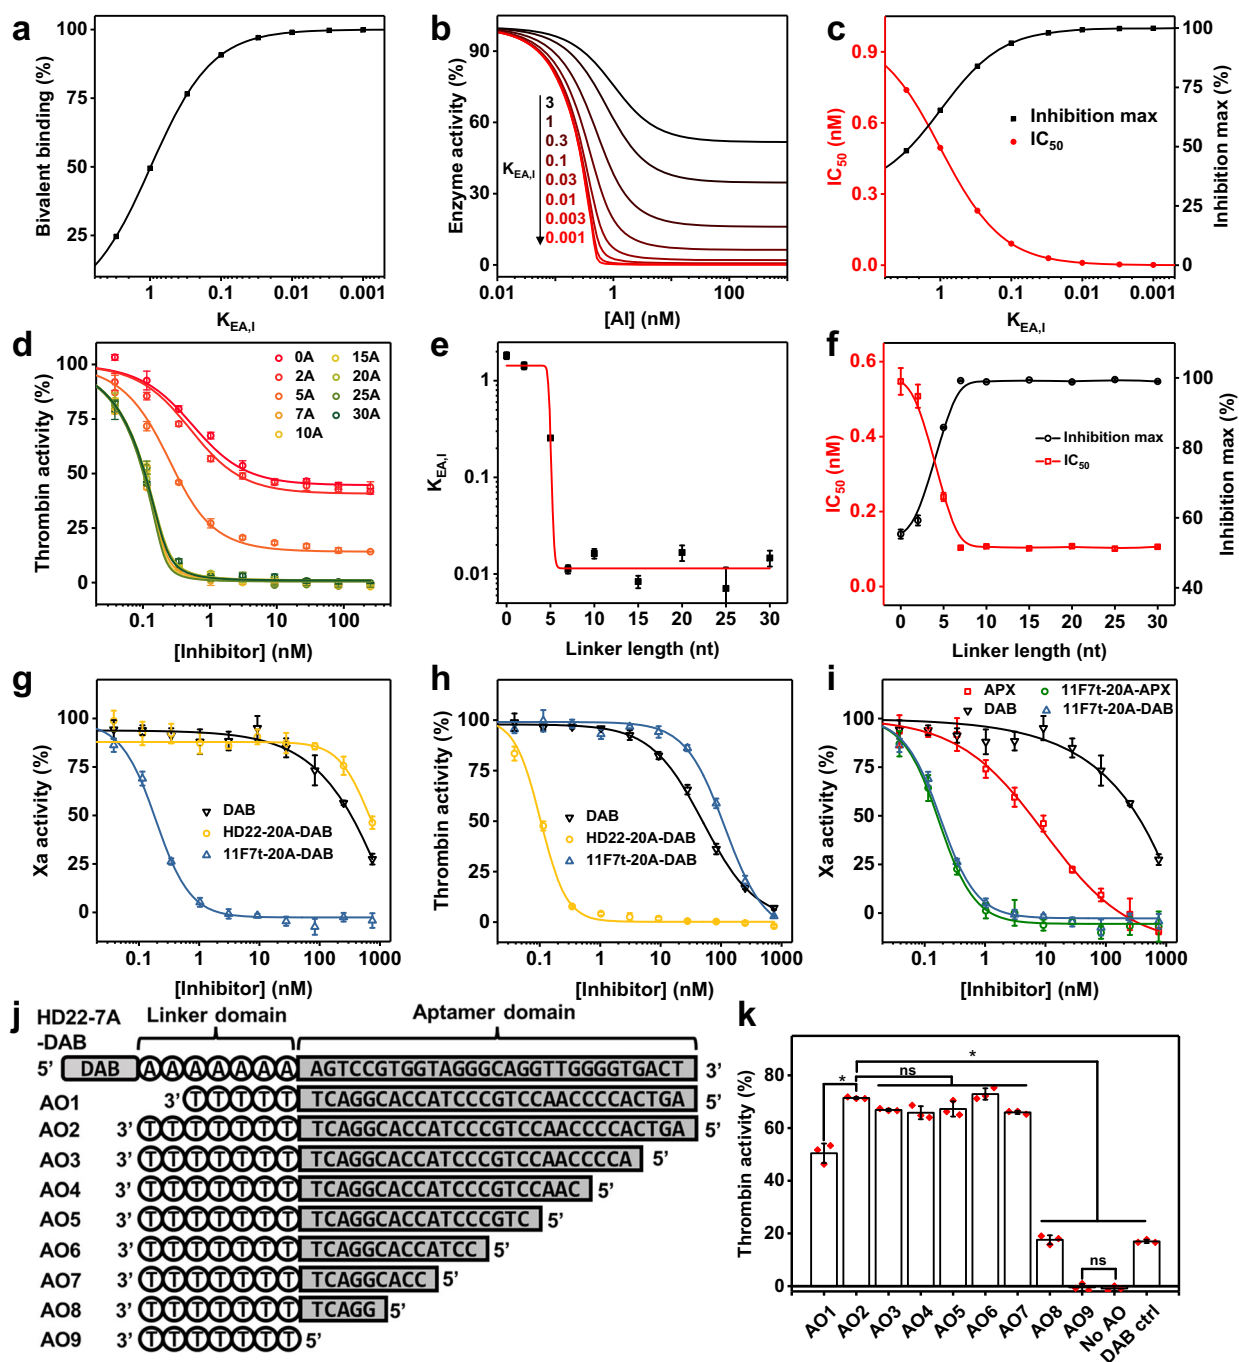 a
Bivalent binding (%)
100
75
50
25
1
0.1
0.01
0.001
K_EA,I
b
Enzyme activity (%)
90
60
30
0
K_EA,I
3
1
0.3
0.1
0.03
0.01
0.003
0.001
0.01
1
100
[AI] (nM)
c
IC50 (nM)
0.9
0.6
0.3
0.0
Inhibition max
IC50
100
75
50
25
0
Inhibition max (%)
1
0.1
0.01
0.001
K_EA,I
d
Thrombin activity (%)
100
75
50
25
0
0A
2A
5A
7A
10A
15A
20A
25A
30A
0.1
1
10
100
[Inhibitor] (nM)
e
K_EA,I
1
0.1
0.01
0
5
10
15
20
25
30
Linker length (nt)
f
IC50 (nM)
0.6
0.4
0.2
0.0
Inhibition max
IC50
100
80
60
40
Inhibition max (%)
0
5
10
15
20
25
30
Linker length (nt)
g
Xa activity (%)
100
75
50
25
0
DAB
HD22-20A-DAB
11F7t-20A-DAB
0.1
1
10
100
1000
[Inhibitor] (nM)
h
Thrombin activity (%)
100
75
50
25
0
DAB
HD22-20A-DAB
11F7t-20A-DAB
0.1
1
10
100
1000
[Inhibitor] (nM)
i
Xa activity (%)
100
75
50
25
0
APX
DAB
11F7t-20A-APX
11F7t-20A-DAB
0.1
1
10
100
1000
[Inhibitor] (nM)
j
HD22-7A
-DAB
Linker domain
Aptamer domain
5’ DAB AAAAAAA AGTCCGTGGTAGGGCAGGTTGGGGTGACT 3’
AO1 3’ TTTTT TCAGGCACCATCCCGTCCAACCCCACTGA 5’
AO2 3’ TTTTTTT TCAGGCACCATCCCGTCCAACCCCACTGA 5’
AO3 3’ TTTTTTT TCAGGCACCATCCCGTCCAACCCCA 5’
AO4 3’ TTTTTTT TCAGGCACCATCCCGTCCAAC 5’
AO5 3’ TTTTTTT TCAGGCACCATCCCGTC 5’
AO6 3’ TTTTTTT TCAGGCACCATCC 5’
AO7 3’ TTTTTTT TCAGGCACC 5’
AO8 3’ TTTTTTT TCAGG 5’
AO9 3’ TTTTTTT 5’
k
Thrombin activity (%)
80
60
40
20
0
*
ns
*
ns
AO1
AO2
AO3
AO4
AO5
AO6
AO7
AO8
AO9
No AO
DAB ctrl